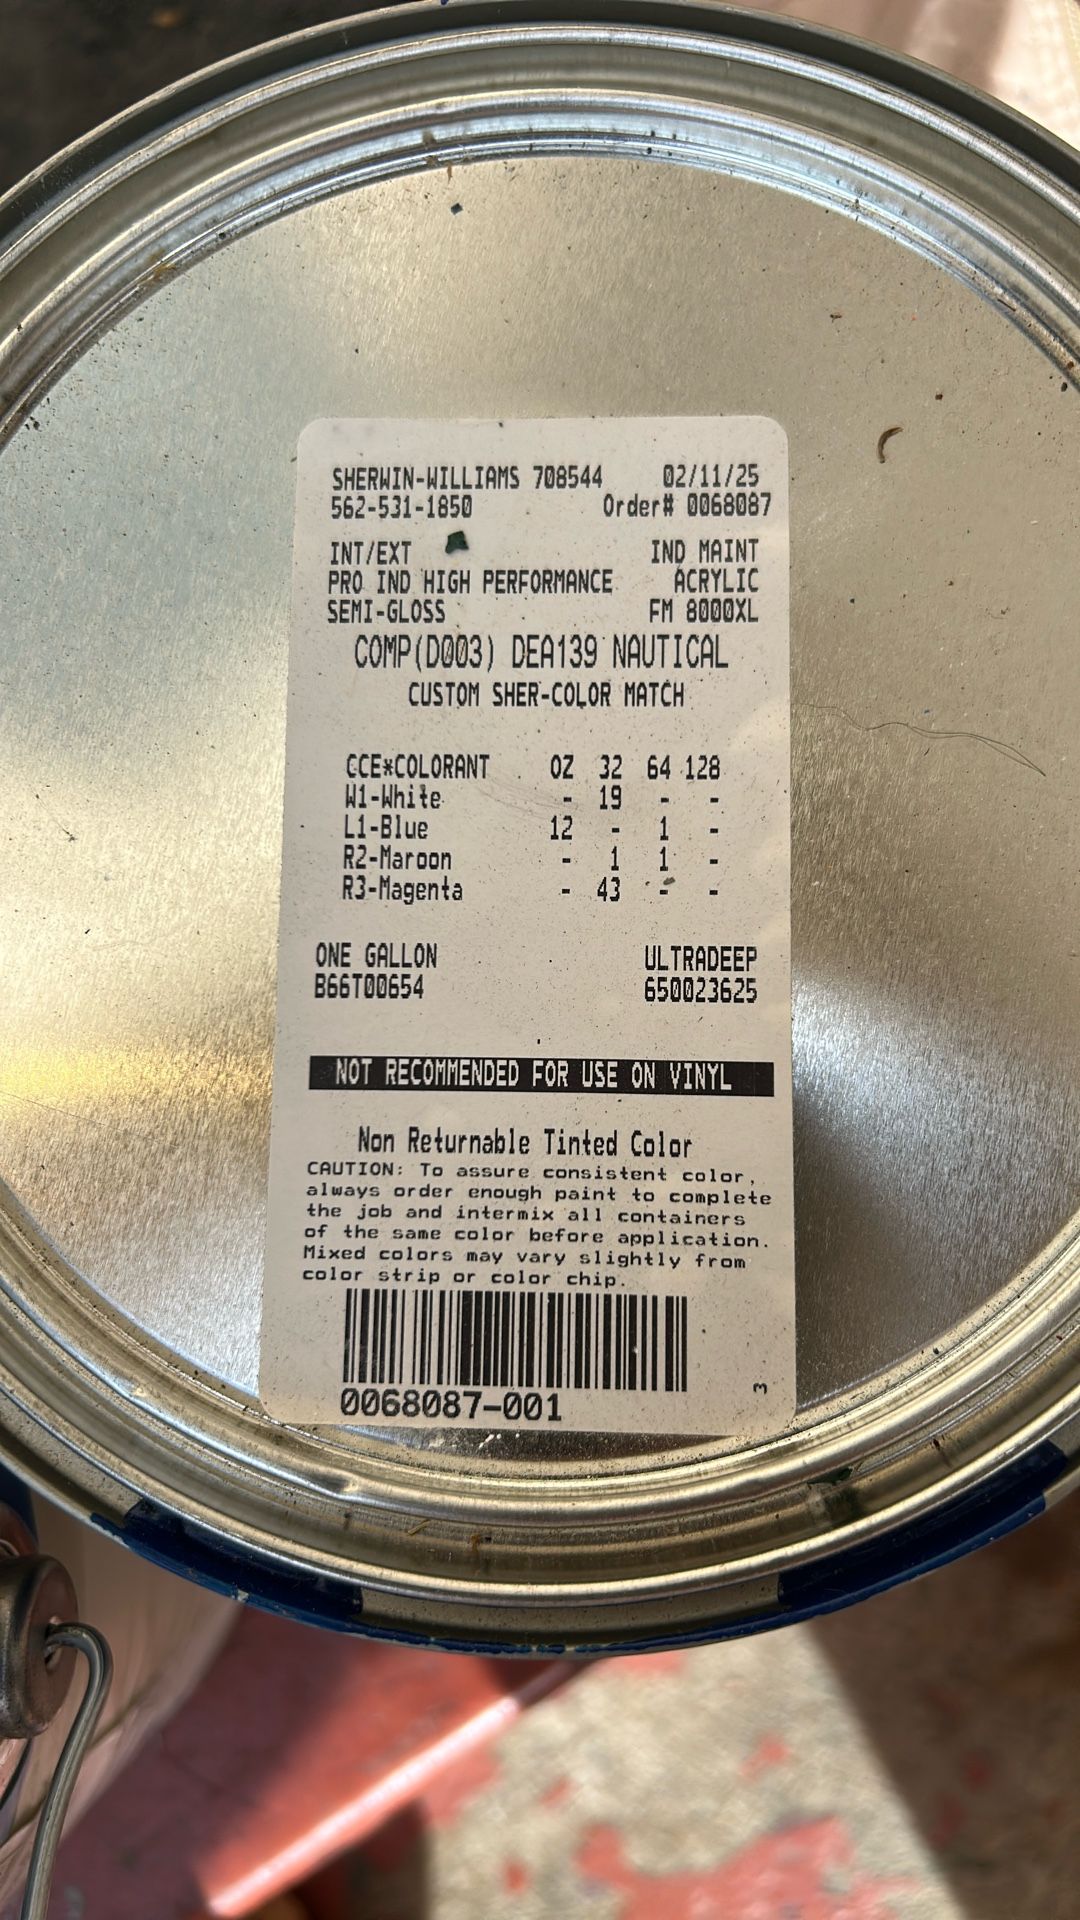 SHERWIN-WILLIAMS 708544 02/11/25
562-531-1850 Order# 0068087
INT/EXT IND MAINT
PRO IND HIGH PERFORMANCE ACRYLIC
SEMI-GLOSS FM 8000XL
COMP(D003) DEA139 NAUTICAL
CUSTOM SHER-COLOR MATCH
CCE*COLORANT OZ 32 64 128
W1-White - 19 - -
L1-Blue 12 - 1 -
R2-Maroon - 1 1 -
R3-Magenta - 43 - -
ONE GALLON ULTRADEEP
B66T00654 650023625
NOT RECOMMENDED FOR USE ON VINYL
Non Returnable Tinted Color
CAUTION: To assure consistent color,
always order enough paint to complete
the job and intermix all containers
of the same color before application.
Mixed colors may vary slightly from
color strip or color chip.
0068087-001
3